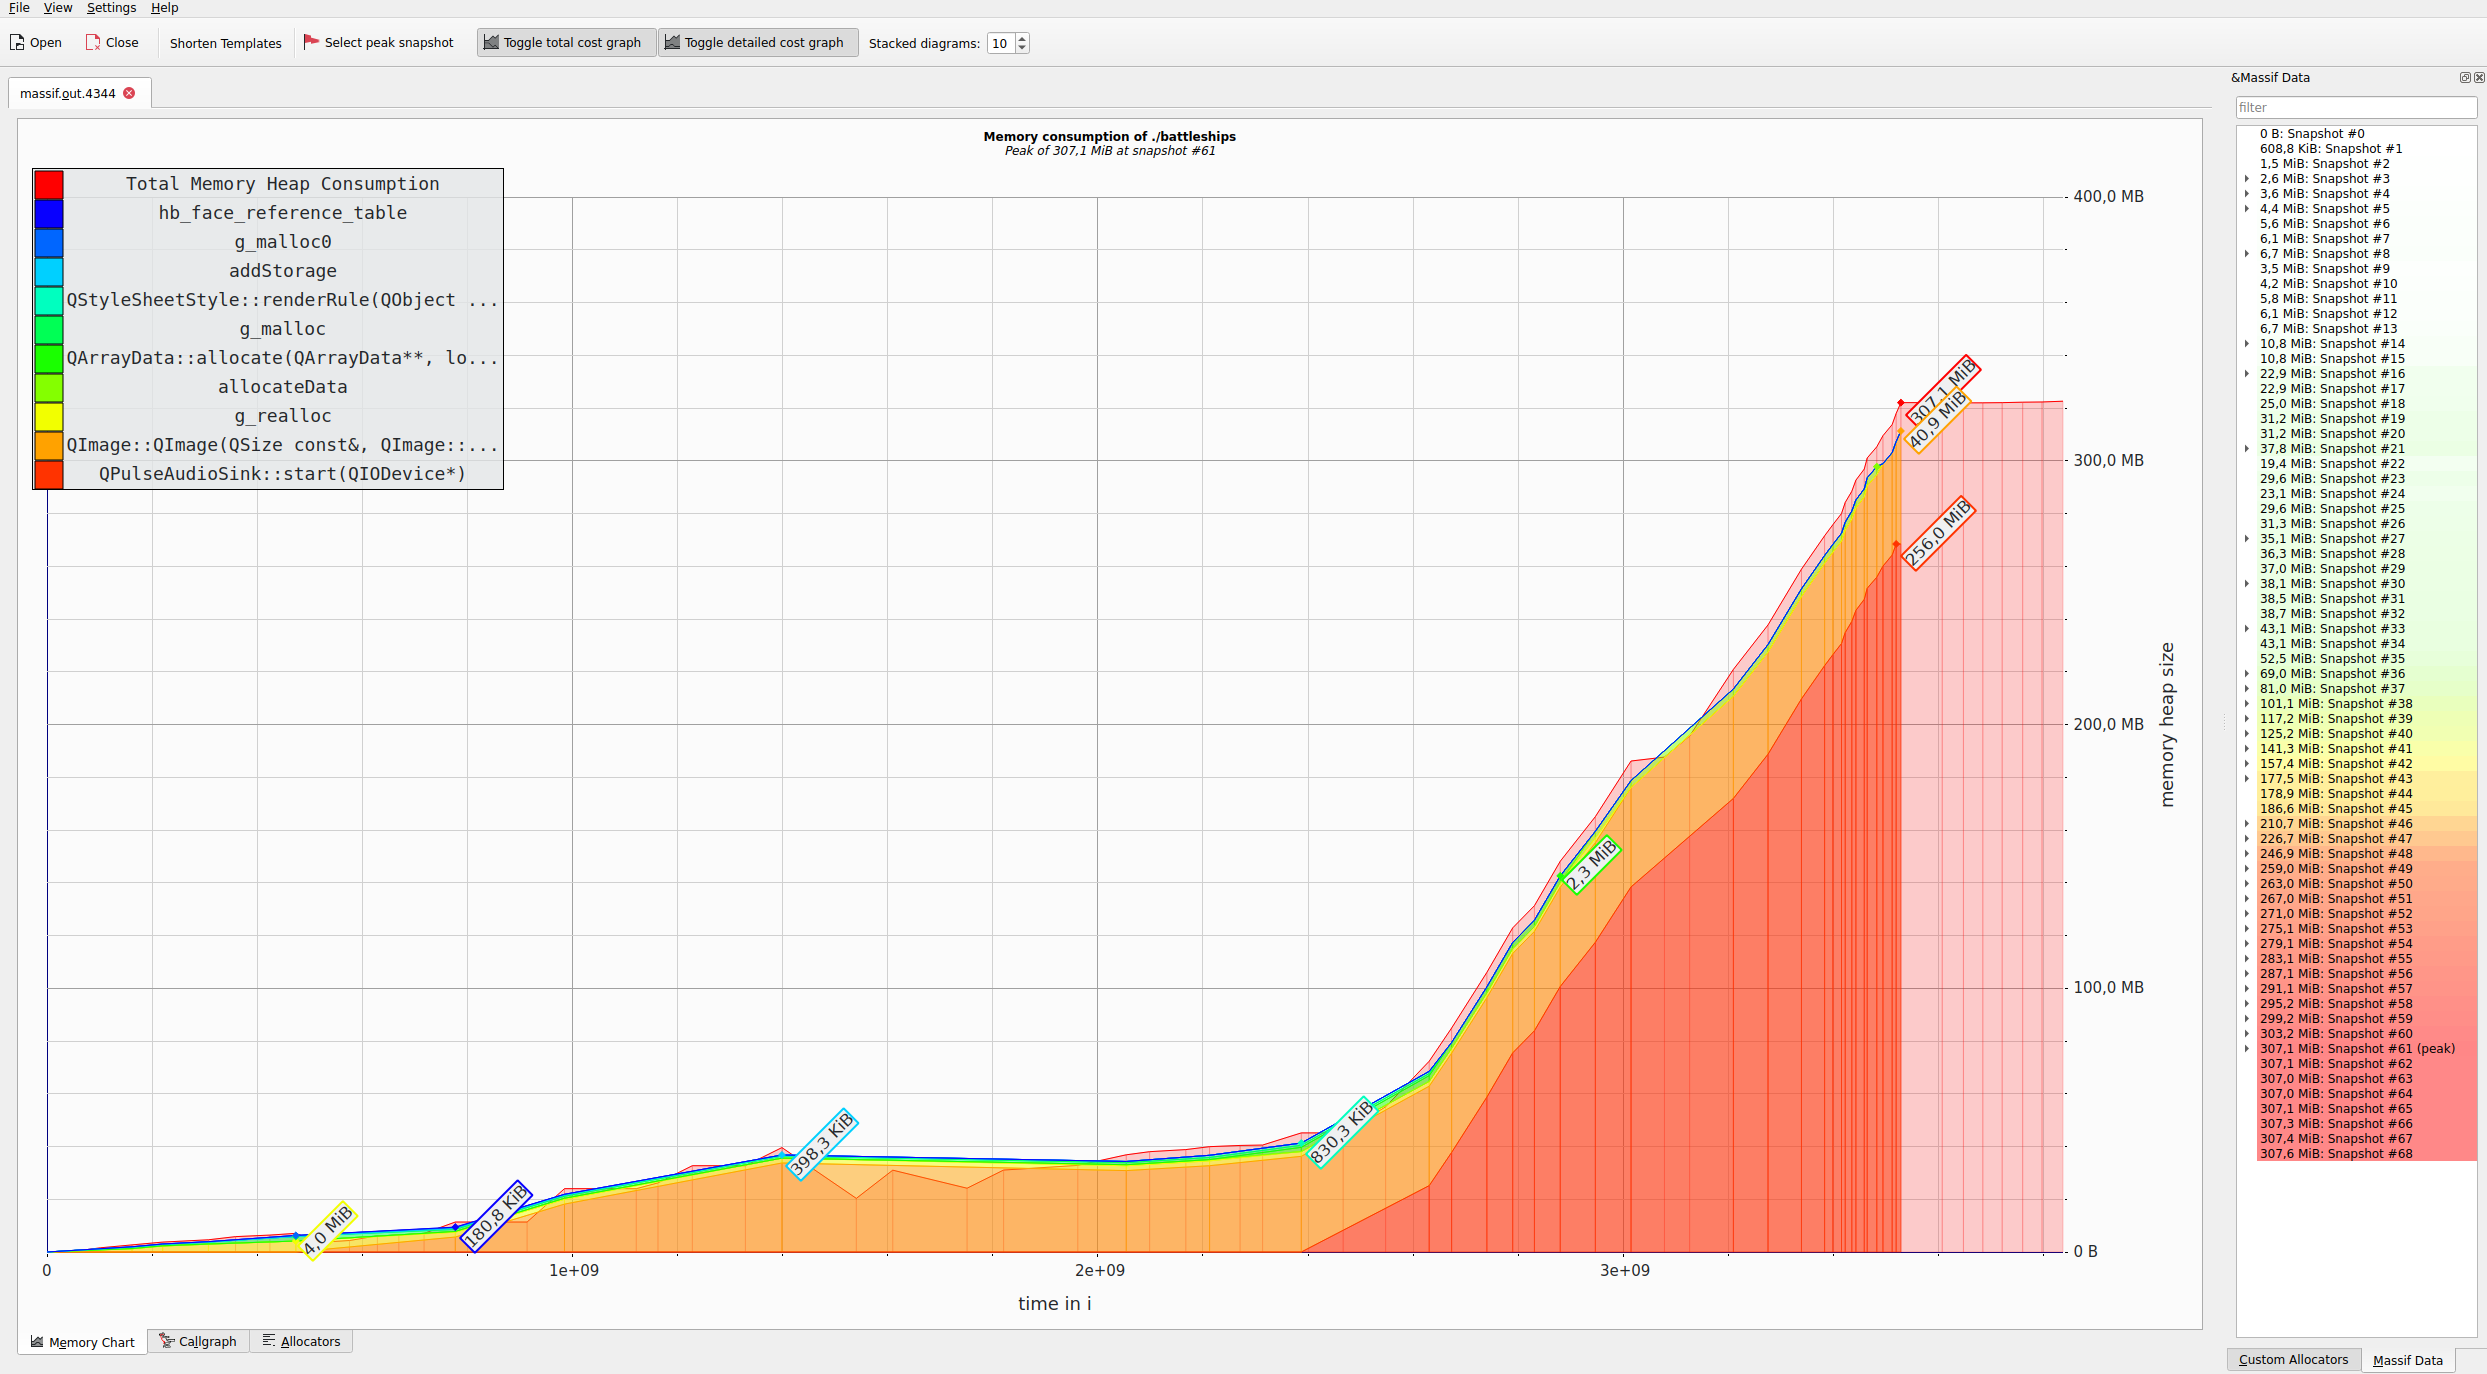 File View Settings Help
Open Close Shorten Templates Select peak snapshot Toggle total cost graph Toggle detailed cost graph Stacked diagrams: 10
massif.out.4344
Memory consumption of ./battleships
Peak of 307,1 MiB at snapshot #61
Total Memory Heap Consumption
hb_face_reference_table
g_malloc0
addStorage
QStyleSheetStyle::renderRule(QObject ...
g_malloc
QArrayData::allocate(QArrayData**, lo...
allocateData
g_realloc
QImage::QImage(QSize const&, QImage::...
QPulseAudioSink::start(QIODevice*)
400,0 MB
300,0 MB
200,0 MB
100,0 MB
0 B
memory heap size
307,1 MiB
40,9 MiB
256,0 MiB
2,3 MiB
830,3 KiB
398,3 KiB
180,8 KiB
4,0 MiB
0 1e+09 2e+09 3e+09
time in i
Memory Chart Callgraph Allocators
&Massif Data
filter
0 B: Snapshot #0
608,8 KiB: Snapshot #1
1,5 MiB: Snapshot #2
2,6 MiB: Snapshot #3
3,6 MiB: Snapshot #4
4,4 MiB: Snapshot #5
5,6 MiB: Snapshot #6
6,1 MiB: Snapshot #7
6,7 MiB: Snapshot #8
3,5 MiB: Snapshot #9
4,2 MiB: Snapshot #10
5,8 MiB: Snapshot #11
6,1 MiB: Snapshot #12
6,7 MiB: Snapshot #13
10,8 MiB: Snapshot #14
10,8 MiB: Snapshot #15
22,9 MiB: Snapshot #16
22,9 MiB: Snapshot #17
25,0 MiB: Snapshot #18
31,2 MiB: Snapshot #19
31,2 MiB: Snapshot #20
37,8 MiB: Snapshot #21
19,4 MiB: Snapshot #22
29,6 MiB: Snapshot #23
23,1 MiB: Snapshot #24
29,6 MiB: Snapshot #25
31,3 MiB: Snapshot #26
35,1 MiB: Snapshot #27
36,3 MiB: Snapshot #28
37,0 MiB: Snapshot #29
38,1 MiB: Snapshot #30
38,5 MiB: Snapshot #31
38,7 MiB: Snapshot #32
43,1 MiB: Snapshot #33
43,1 MiB: Snapshot #34
52,5 MiB: Snapshot #35
69,0 MiB: Snapshot #36
81,0 MiB: Snapshot #37
101,1 MiB: Snapshot #38
117,2 MiB: Snapshot #39
125,2 MiB: Snapshot #40
141,3 MiB: Snapshot #41
157,4 MiB: Snapshot #42
177,5 MiB: Snapshot #43
178,9 MiB: Snapshot #44
186,6 MiB: Snapshot #45
210,7 MiB: Snapshot #46
226,7 MiB: Snapshot #47
246,9 MiB: Snapshot #48
259,0 MiB: Snapshot #49
263,0 MiB: Snapshot #50
267,0 MiB: Snapshot #51
271,0 MiB: Snapshot #52
275,1 MiB: Snapshot #53
279,1 MiB: Snapshot #54
283,1 MiB: Snapshot #55
287,1 MiB: Snapshot #56
291,1 MiB: Snapshot #57
295,2 MiB: Snapshot #58
299,2 MiB: Snapshot #59
303,2 MiB: Snapshot #60
307,1 MiB: Snapshot #61 (peak)
307,1 MiB: Snapshot #62
307,0 MiB: Snapshot #63
307,0 MiB: Snapshot #64
307,1 MiB: Snapshot #65
307,3 MiB: Snapshot #66
307,4 MiB: Snapshot #67
307,6 MiB: Snapshot #68
Custom Allocators Massif Data